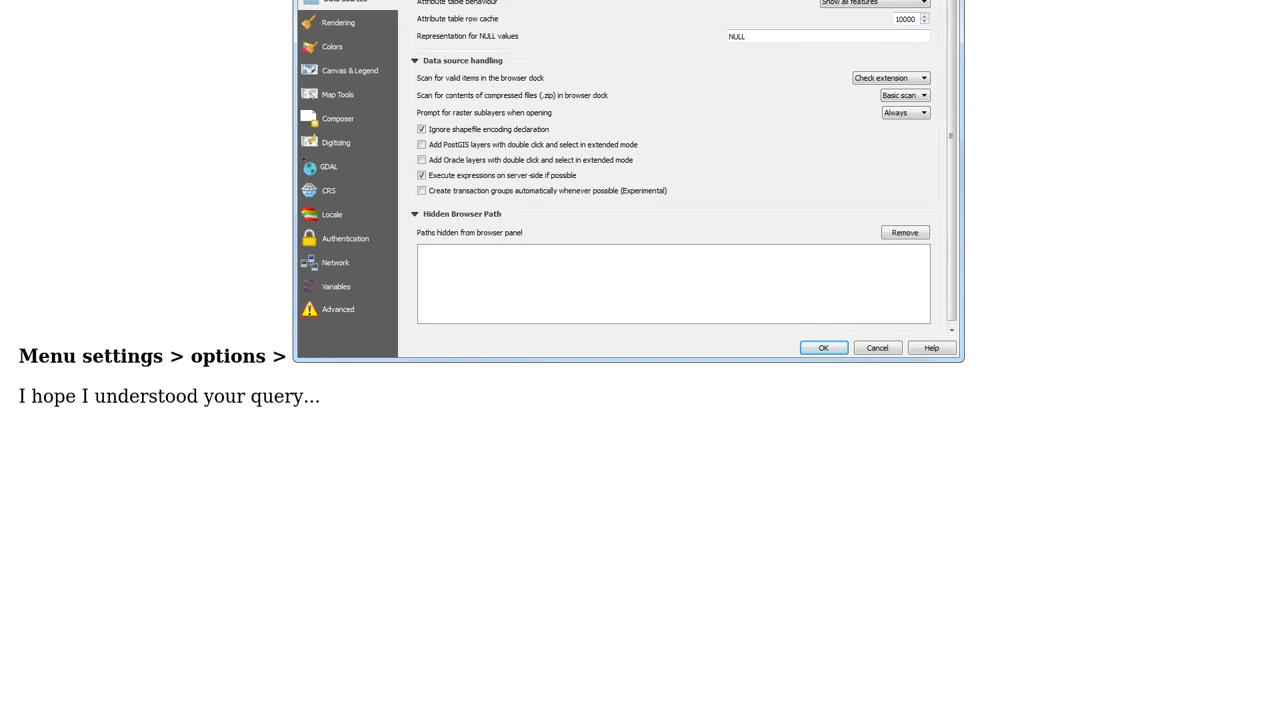 Attribute table behaviour Show all features
Rendering
Attribute table row cache 10000
Representation for NULL values NULL
Colors
Data source handling
Canvas & Legend
Scan for valid items in the browser dock Check extension
Map Tools
Scan for contents of compressed files (.zip) in browser dock Basic scan
Composer
Prompt for raster sublayers when opening Always
Ignore shapefile encoding declaration
Digitizing
Add PostGIS layers with double click and select in extended mode
Add Oracle layers with double click and select in extended mode
GDAL
Execute expressions on server-side if possible
CRS
Create transaction groups automatically whenever possible (Experimental)
Locale
Hidden Browser Path
Authentication
Paths hidden from browser panel Remove
Network
Variables
Advanced
OK Cancel Help
Menu settings > options >
I hope I understood your query...